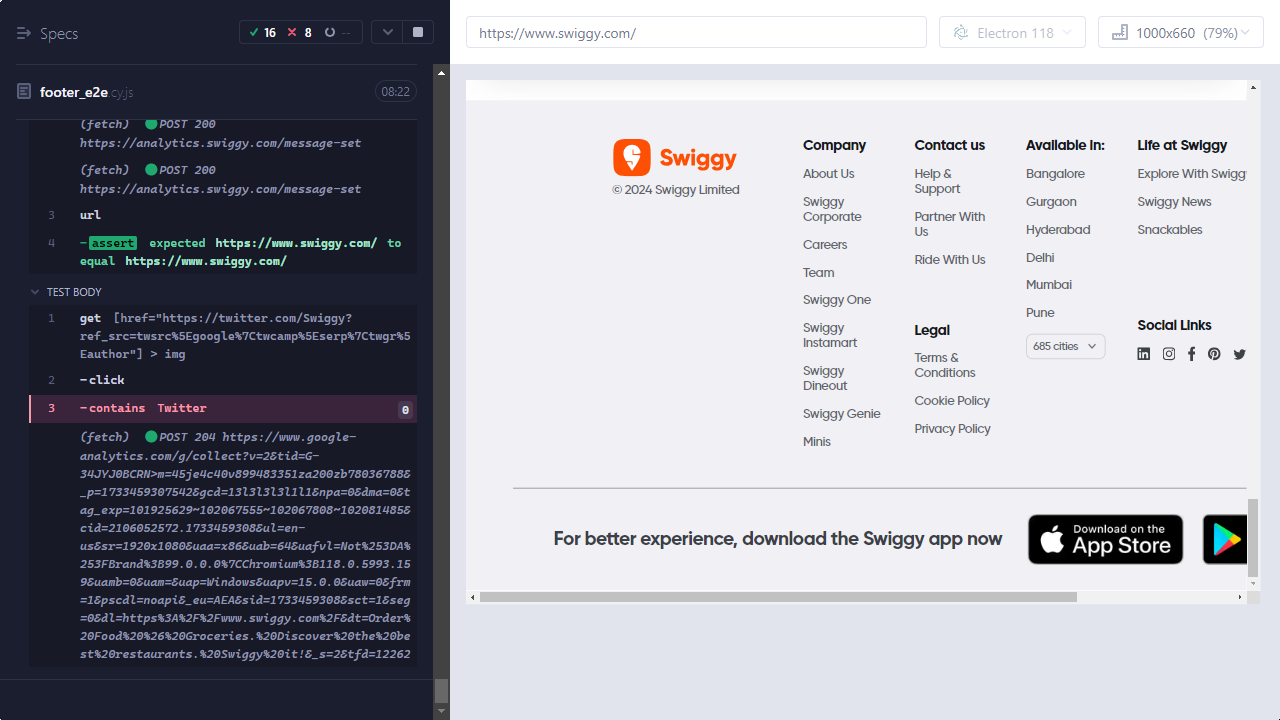 Specs
16
8
--
footer_e2e.cy.js
08:22
(fetch) POST 200
https://analytics.swiggy.com/message-set
(fetch) POST 200
https://analytics.swiggy.com/message-set
3 url
4 -assert expected https://www.swiggy.com/ to
equal https://www.swiggy.com/
TEST BODY
1 get [href="https://twitter.com/Swiggy?
ref_src=twsrc%5Egoogle%7Ctwcamp%5Eserp%7Ctwgr%5
Eauthor"] > img
2 -click
3 -contains Twitter 0
(fetch) POST 204 https://www.google-
analytics.com/g/collect?v=2&tid=G-
34JYJ0BCRN>m=45je4c40v899483351za200zb78036788&
_p=1733459307542&gcd=13l3l3l3l1l1&npa=0&dma=0&t
ag_exp=101925629~102067555~102067808~102081485&
cid=2106052572.1733459308&ul=en-
us&sr=1920x1080&uaa=x86&uab=64&uafvl=Not%253DA%
253FBrand%3B99.0.0.0%7CChromium%3B118.0.5993.15
9&uamb=0&uam=&uap=Windows&uapv=15.0.0&uaw=0&frm
=1&pscdl=noapi&_eu=AEA&sid=1733459308&sct=1&seg
=0&dl=https%3A%2F%2Fwww.swiggy.com%2F&dt=Order%
20Food%20%26%20Groceries.%20Discover%20the%20be
st%20restaurants.%20Swiggy%20it!&_s=2&tfd=12262
https://www.swiggy.com/
Electron 118
1000x660 (79%)
Swiggy
© 2024 Swiggy Limited
Company
About Us
Swiggy
Corporate
Careers
Team
Swiggy One
Swiggy
Instamart
Swiggy
Dineout
Swiggy Genie
Minis
Contact us
Help &
Support
Partner With
Us
Ride With Us
Legal
Terms &
Conditions
Cookie Policy
Privacy Policy
Available in:
Bangalore
Gurgaon
Hyderabad
Delhi
Mumbai
Pune
685 cities
Life at Swiggy
Explore With Swiggy
Swiggy News
Snackables
Social Links
For better experience, download the Swiggy app now
Download on the
App Store